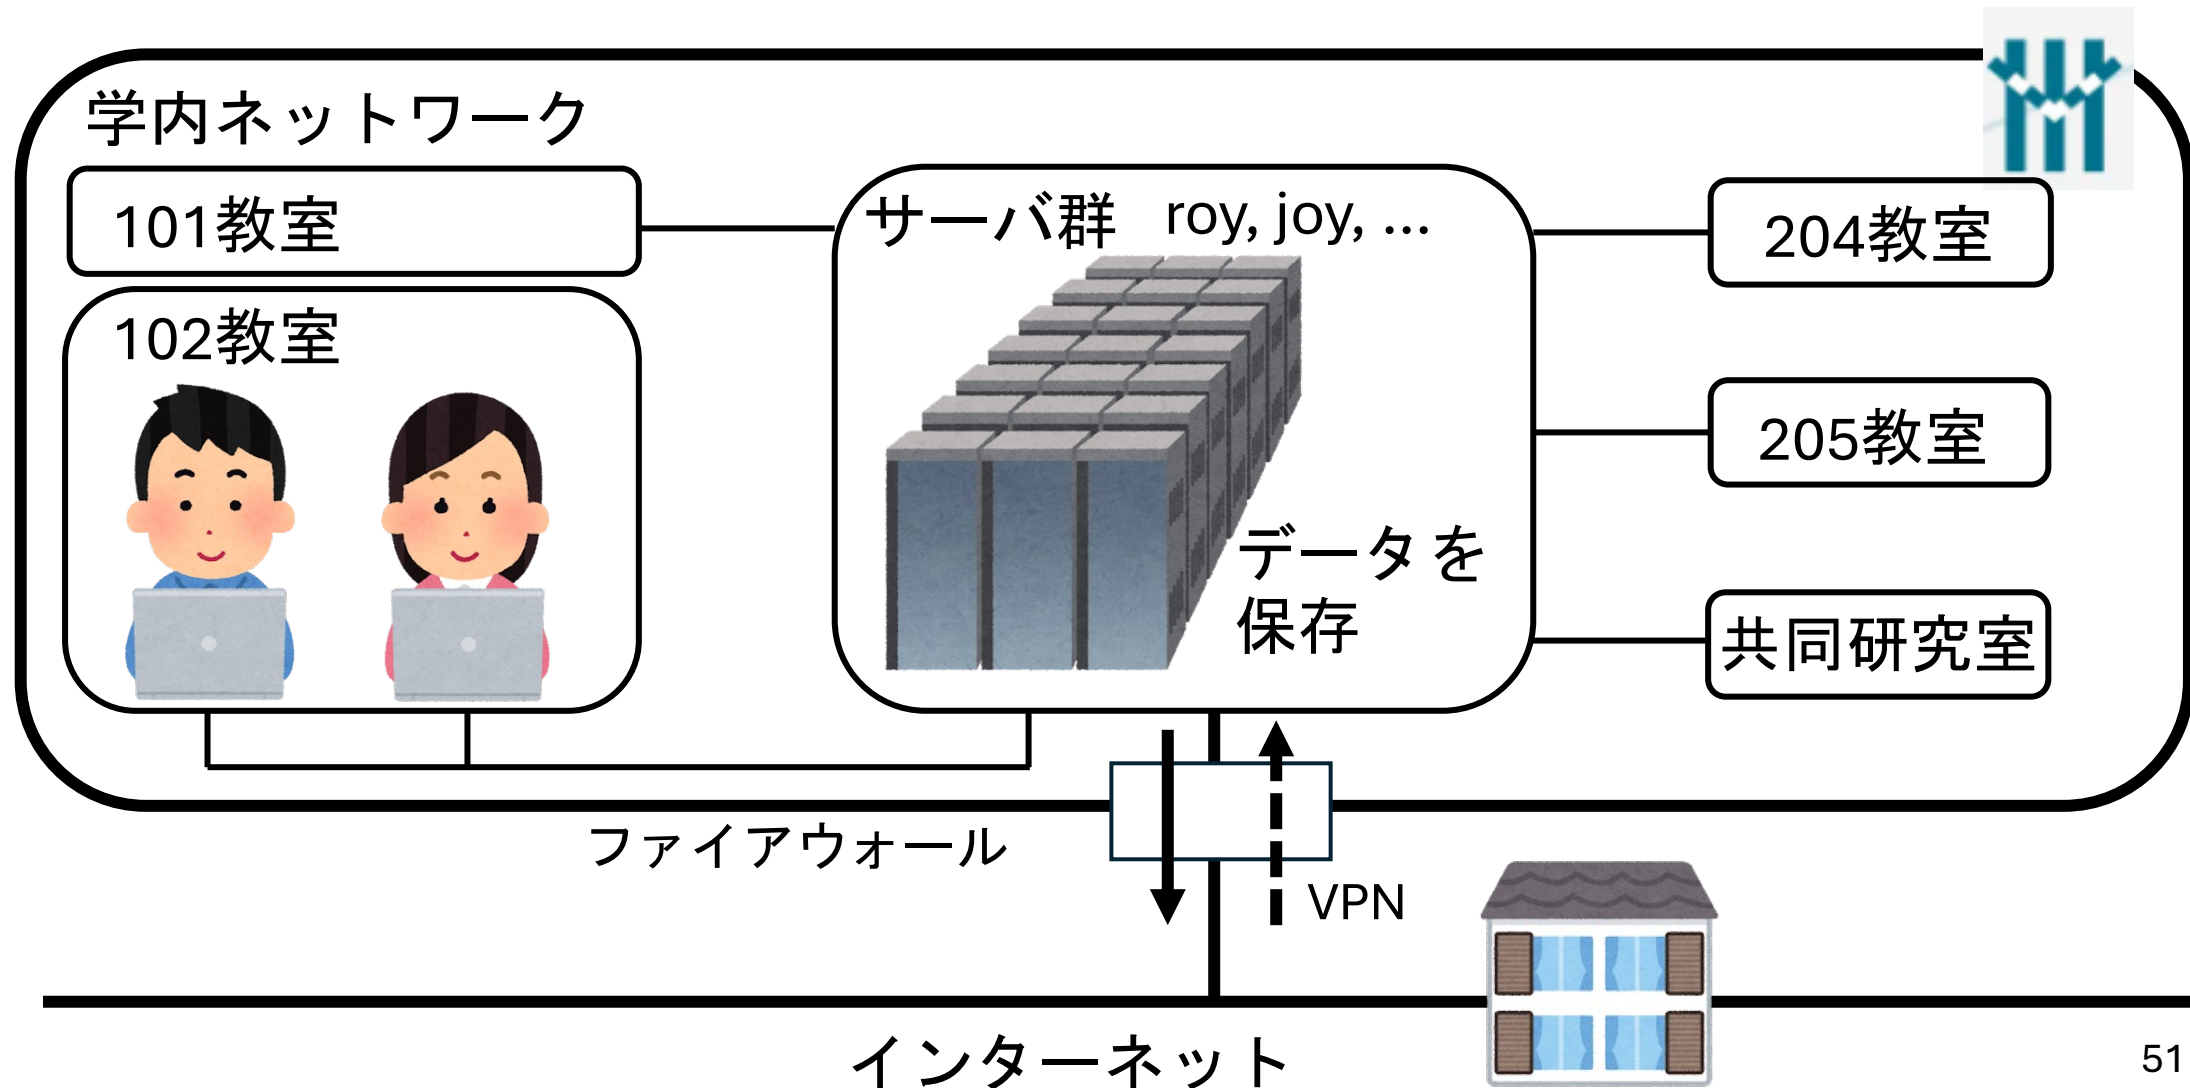 学内ネットワーク
101教室
102教室
サーバ群 roy, joy, ...
データを
保存
204教室
205教室
共同研究室
ファイアウォール
VPN
インターネット
51